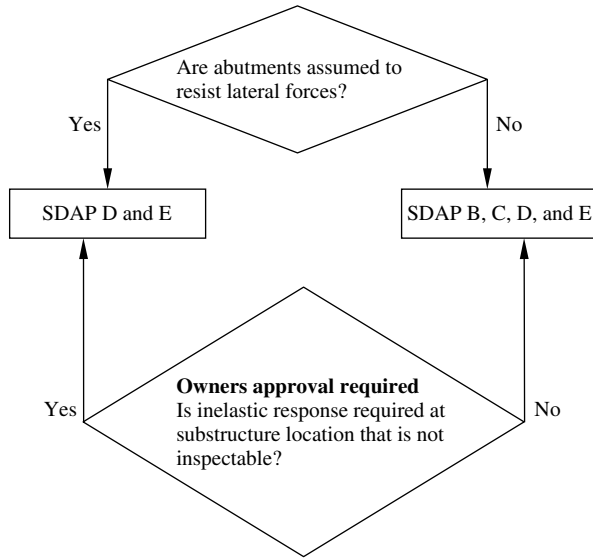 Are abutments assumed to
resist lateral forces?
Yes
No
SDAP D and E
SDAP B, C, D, and E
Owners approval required
Is inelastic response required at
substructure location that is not
inspectable?
Yes
No